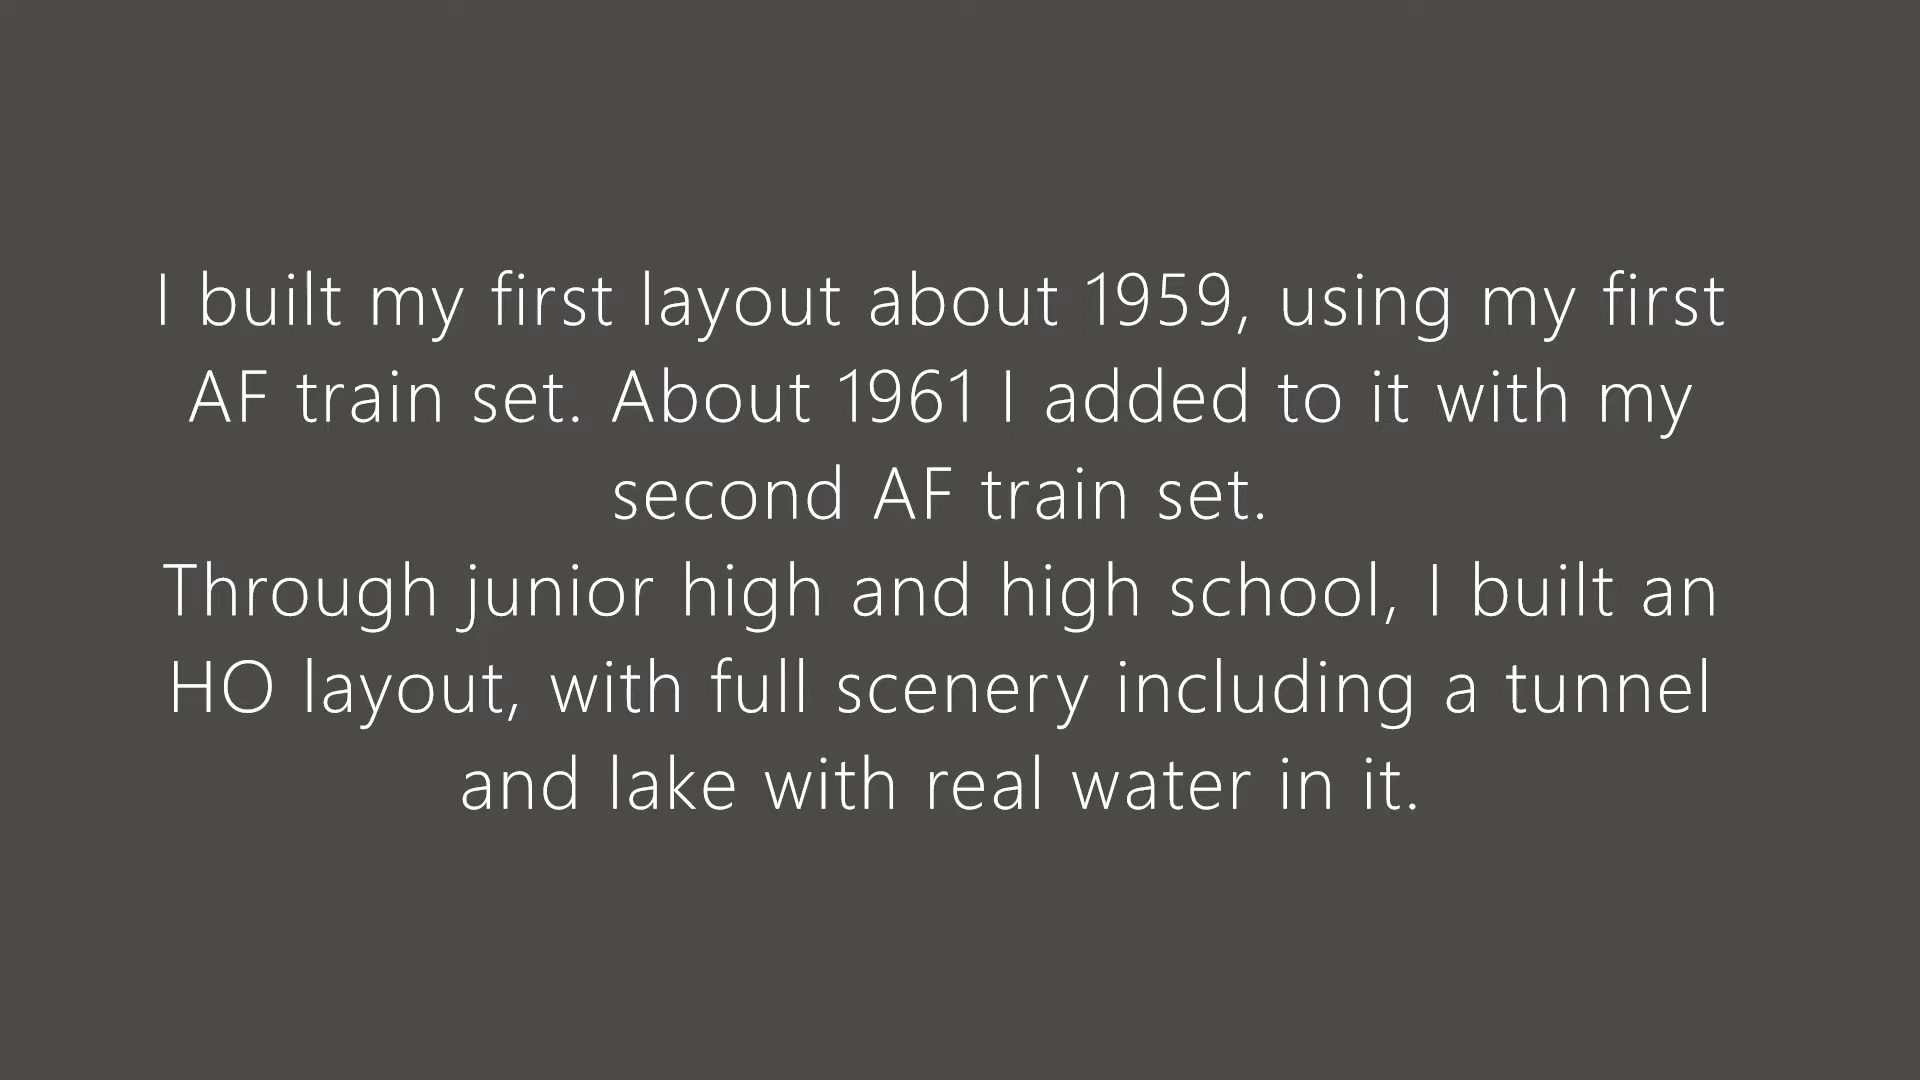 I built my first layout about 1959, using my first
AF train set. About 1961 I added to it with my
second AF train set.
Through junior high and high school, I built an
HO layout, with full scenery including a tunnel
and lake with real water in it.